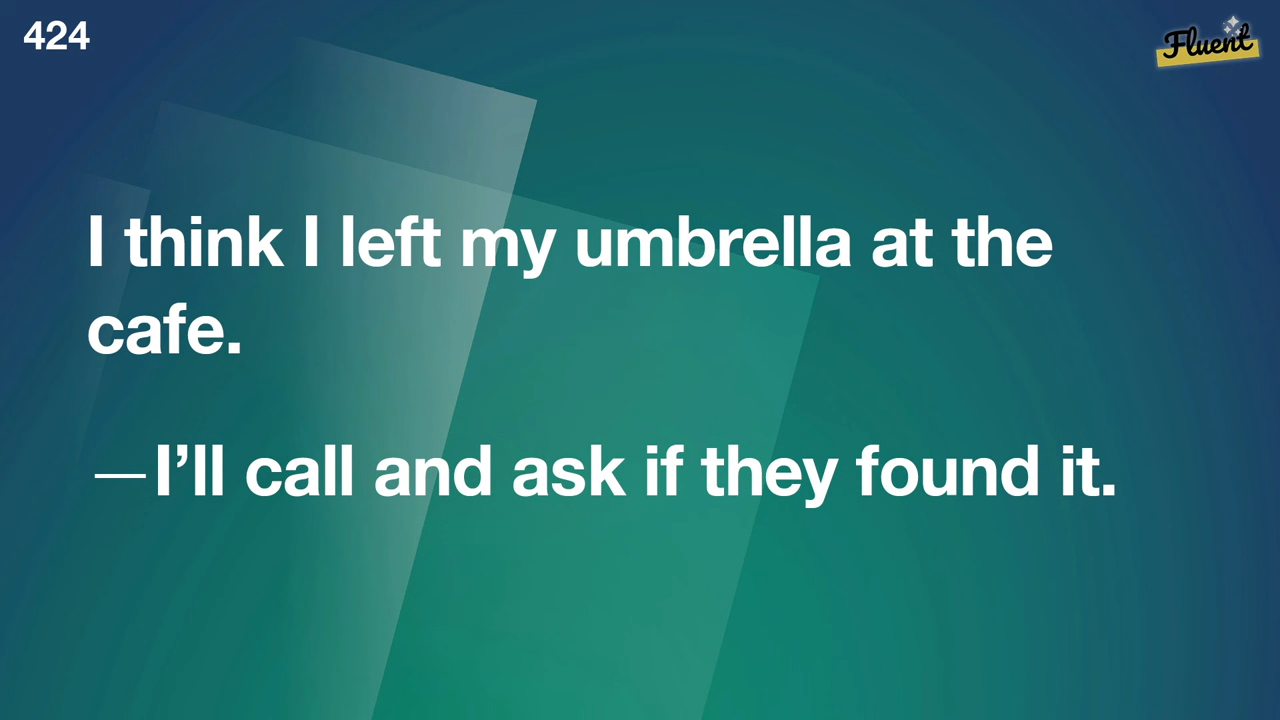 424
Fluent
I think I left my umbrella at the
cafe.
—I’ll call and ask if they found it.